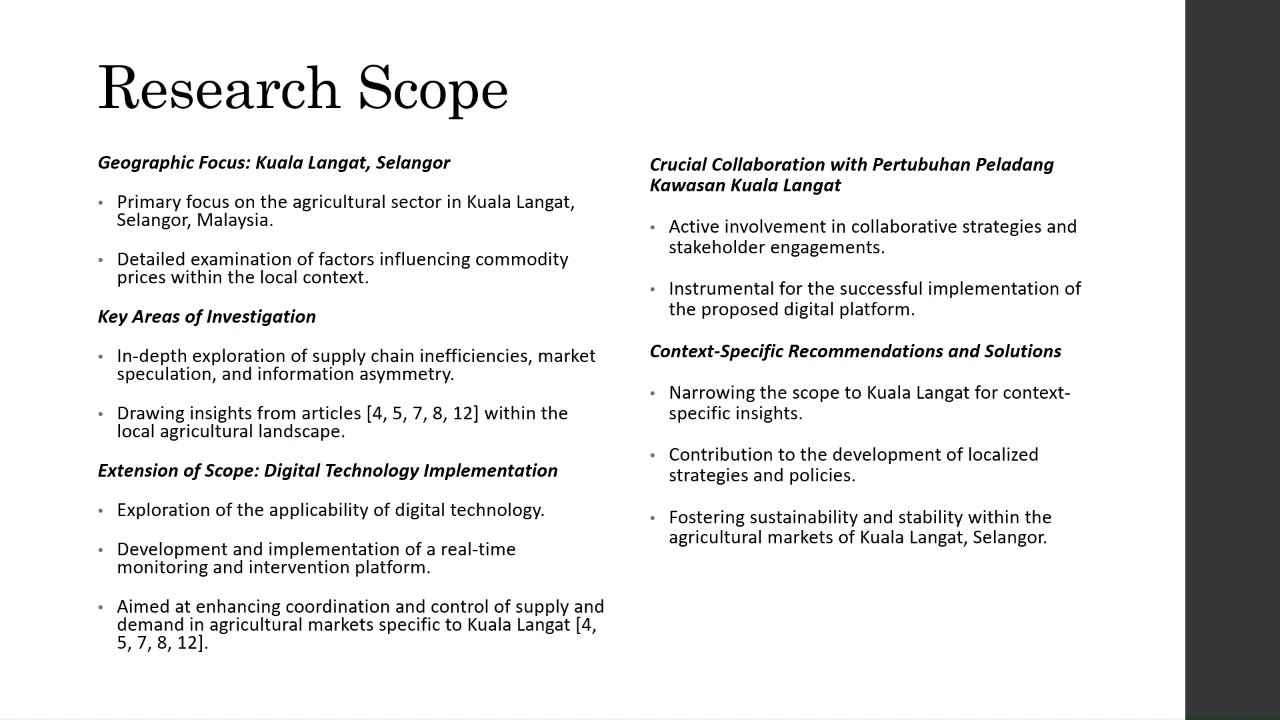 Research Scope
Geographic Focus: Kuala Langat, Selangor
• Primary focus on the agricultural sector in Kuala Langat,
Selangor, Malaysia.
• Detailed examination of factors influencing commodity
prices within the local context.
Key Areas of Investigation
• In-depth exploration of supply chain inefficiencies, market
speculation, and information asymmetry.
• Drawing insights from articles [4, 5, 7, 8, 12] within the
local agricultural landscape.
Extension of Scope: Digital Technology Implementation
• Exploration of the applicability of digital technology.
• Development and implementation of a real-time
monitoring and intervention platform.
• Aimed at enhancing coordination and control of supply and
demand in agricultural markets specific to Kuala Langat [4,
5, 7, 8, 12].
Crucial Collaboration with Pertubuhan Peladang
Kawasan Kuala Langat
• Active involvement in collaborative strategies and
stakeholder engagements.
• Instrumental for the successful implementation of
the proposed digital platform.
Context-Specific Recommendations and Solutions
• Narrowing the scope to Kuala Langat for context-
specific insights.
• Contribution to the development of localized
strategies and policies.
• Fostering sustainability and stability within the
agricultural markets of Kuala Langat, Selangor.